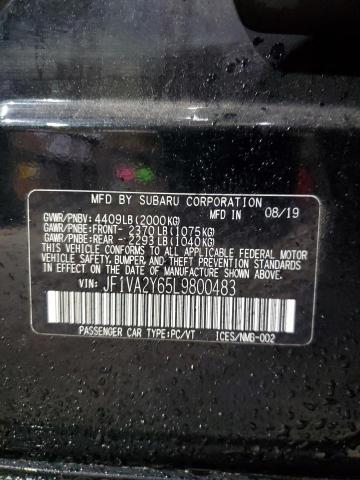 MFD BY SUBARU CORPORATION
MFD IN 08/19
GVWR/PNBV: 4409LB(2000KG)
GAWR/PNBE:FRONT- 2370LB(1075KG)
GAWR/PNBE:REAR - 2293LB(1040KG)
THIS VEHICLE CONFORMS TO ALL APPLICABLE FEDERAL MOTOR
VEHICLE SAFETY, BUMPER, AND THEFT PREVENTION STANDARDS
IN EFFECT ON THE DATE OF MANUFACTURE SHOWN ABOVE.
JF1VA2Y65L9800483
PASSENGER CAR TYPE:PC/VT ICES/NMB-002